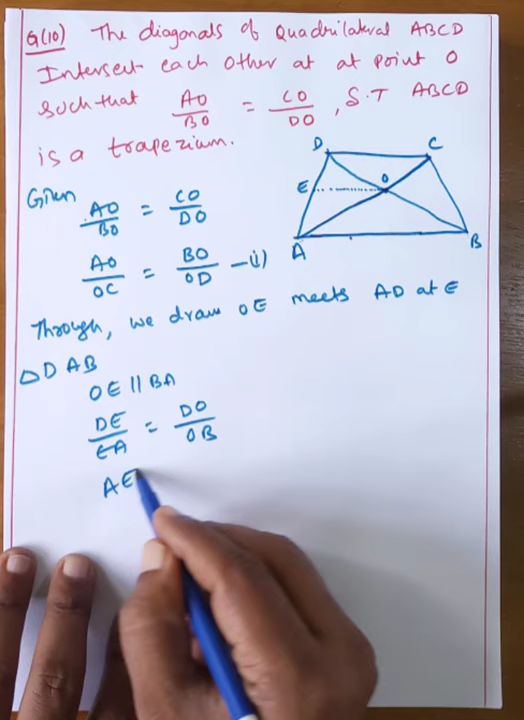 Q(10) The diagonals of Quadrilateral ABCD
Intersect each other at at point O
such that AO/BO = CO/DO , S.T ABCD
is a trapezium.
Given AO/BO = CO/DO
AO/OC = BO/OD -(i)
Through, we draw OE meets AD at E
△DAB
OE || BA
DE/EA = DO/OB
AE
D C
E O
A B